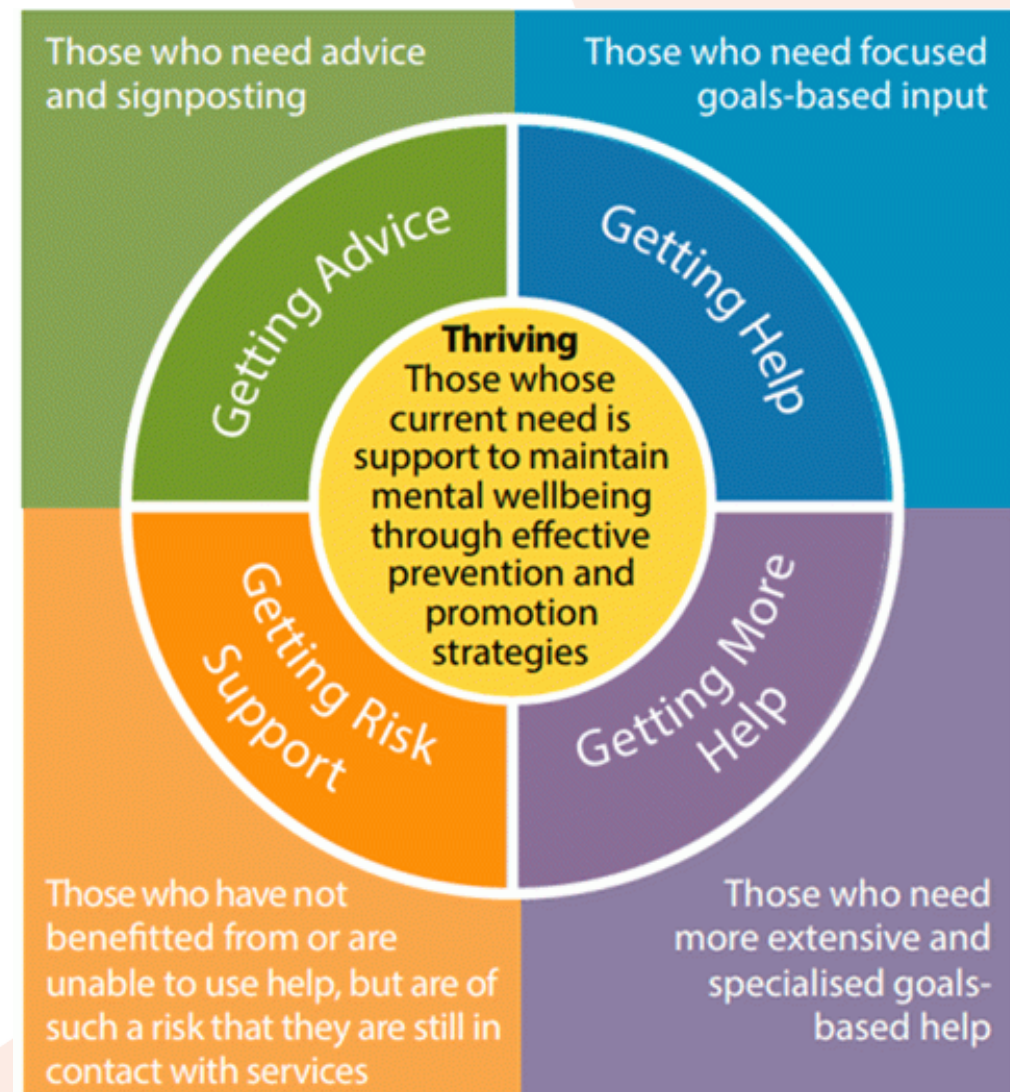 Those who need advice
and signposting
Those who need focused
goals-based input
Getting Advice
Getting Help
Thriving
Those whose
current need is
support to maintain
mental wellbeing
through effective
prevention and
promotion
strategies
Getting Risk
Support
Getting More
Help
Those who have not
benefitted from or are
unable to use help, but are of
such a risk that they are still in
contact with services
Those who need
more extensive and
specialised goals-
based help